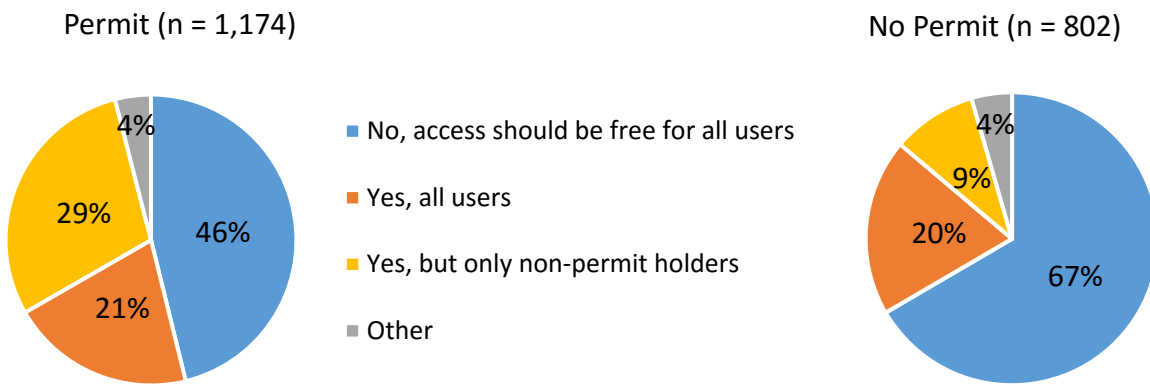 Permit (n = 1,174)
No Permit (n = 802)
4%
29%
46%
21%
No, access should be free for all users
Yes, all users
Yes, but only non-permit holders
Other
4%
9%
20%
67%